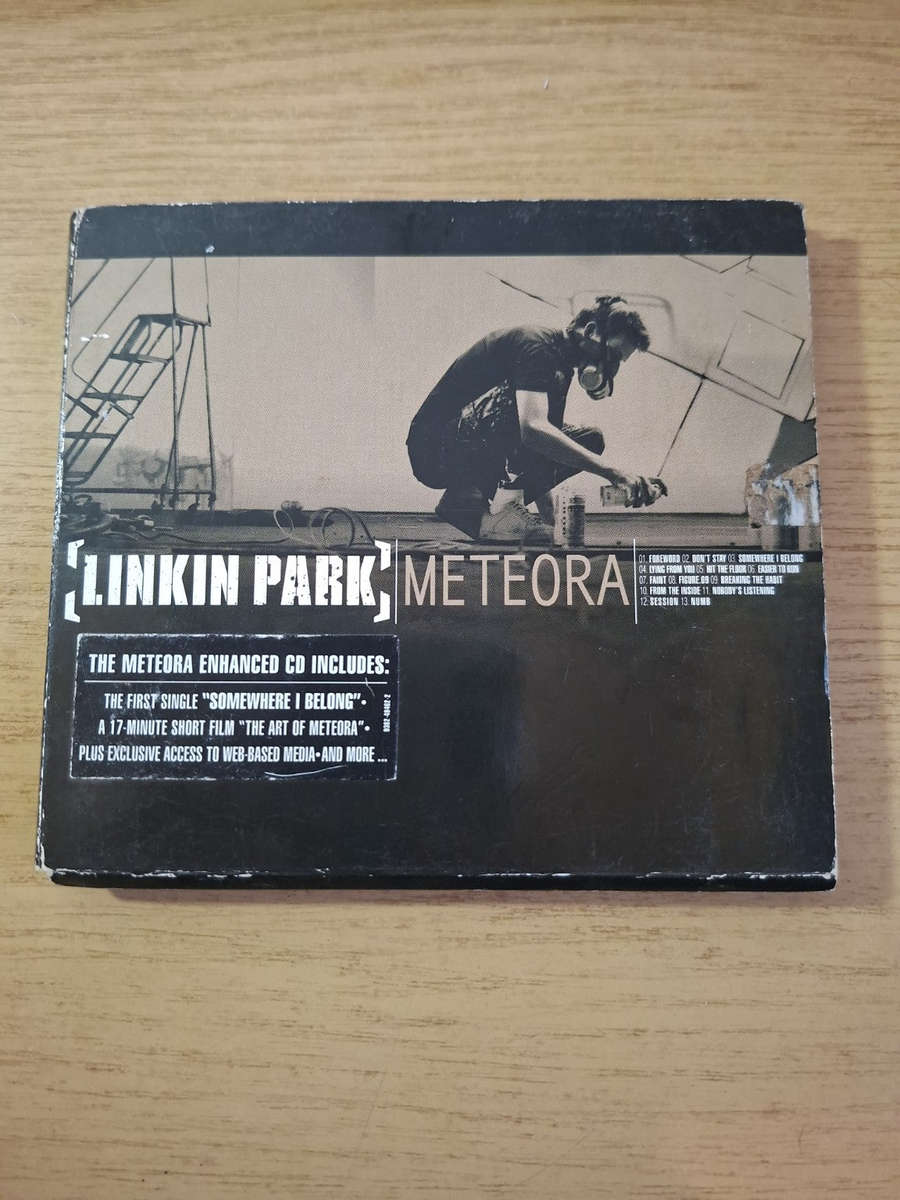 [LINKIN PARK]
METEORA
01. FOREWORD 02. DON'T STAY 03. SOMEWHERE I BELONG
04. LYING FROM YOU 05. HIT THE FLOOR 06. EASIER TO RUN
07. FAINT 08. FIGURE.09 09. BREAKING THE HABIT
10. FROM THE INSIDE 11. NOBODY'S LISTENING
12. SESSION 13. NUMB
THE METEORA ENHANCED CD INCLUDES:
THE FIRST SINGLE "SOMEWHERE I BELONG"•
A 17-MINUTE SHORT FILM "THE ART OF METEORA"•
PLUS EXCLUSIVE ACCESS TO WEB-BASED MEDIA•AND MORE ...